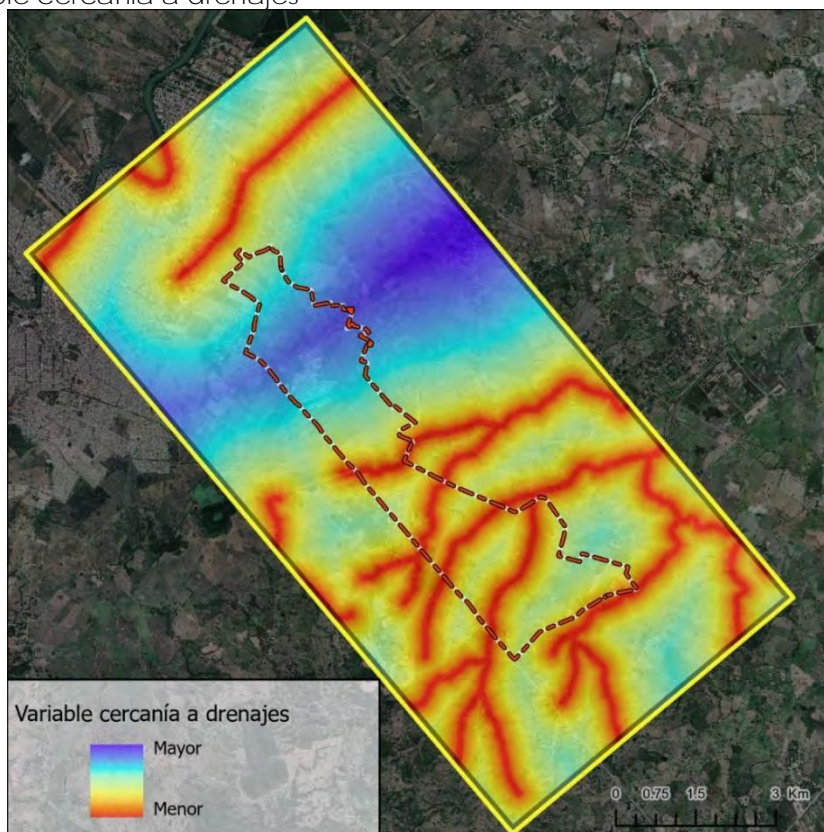 cercanía a drenajes
Variable cercanía a drenajes
Mayor
Menor
0 0.75 1.5 3 Km